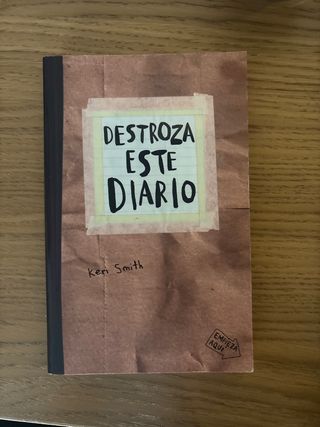 DESTROZA
ESTE
DIARIO
Keri Smith
EMPIEZA
AQUÍ